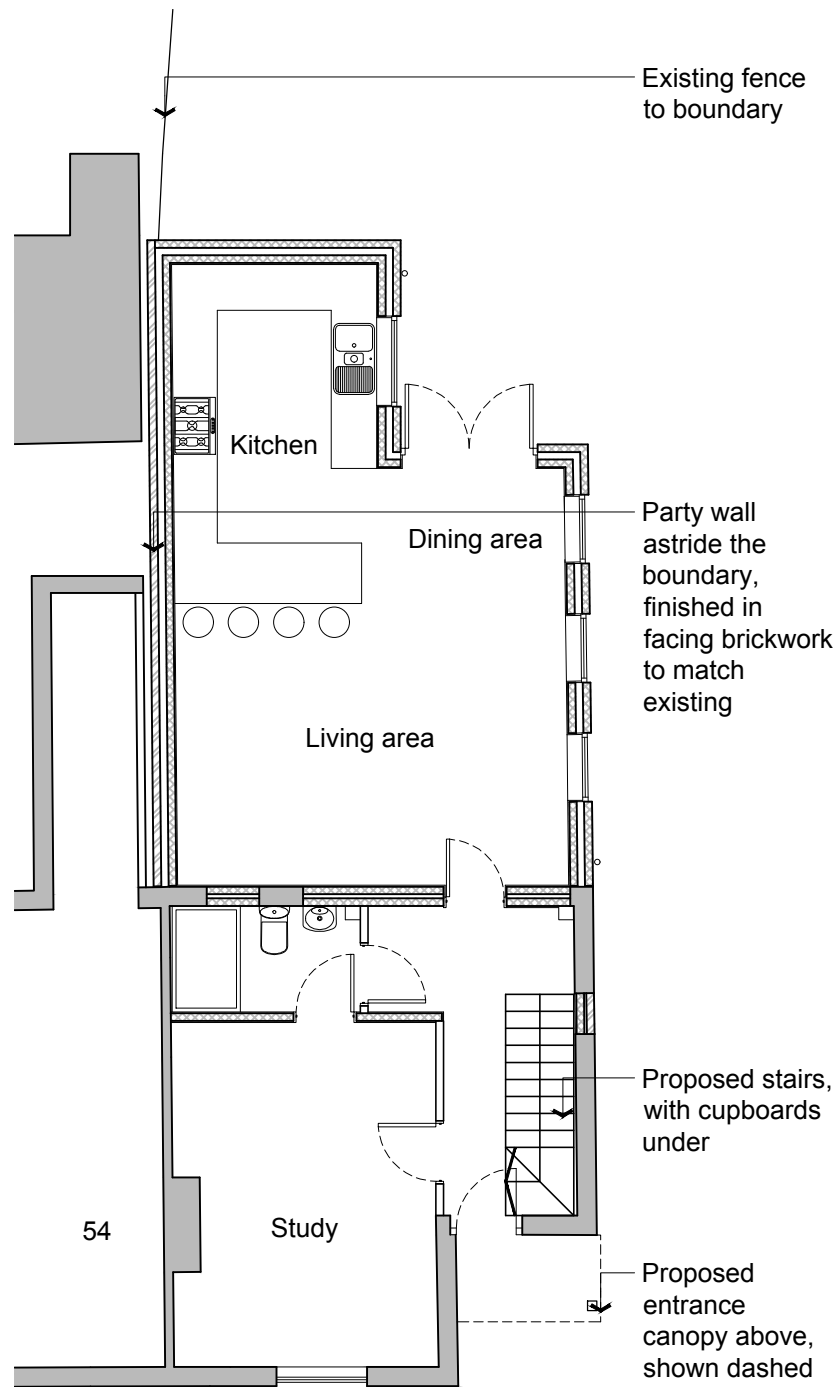 Existing fence
to boundary
Kitchen
Dining area
Party wall
astride the
boundary,
finished in
facing brickwork
to match
existing
Living area
Proposed stairs,
with cupboards
under
54
Study
Proposed
entrance
canopy above,
shown dashed